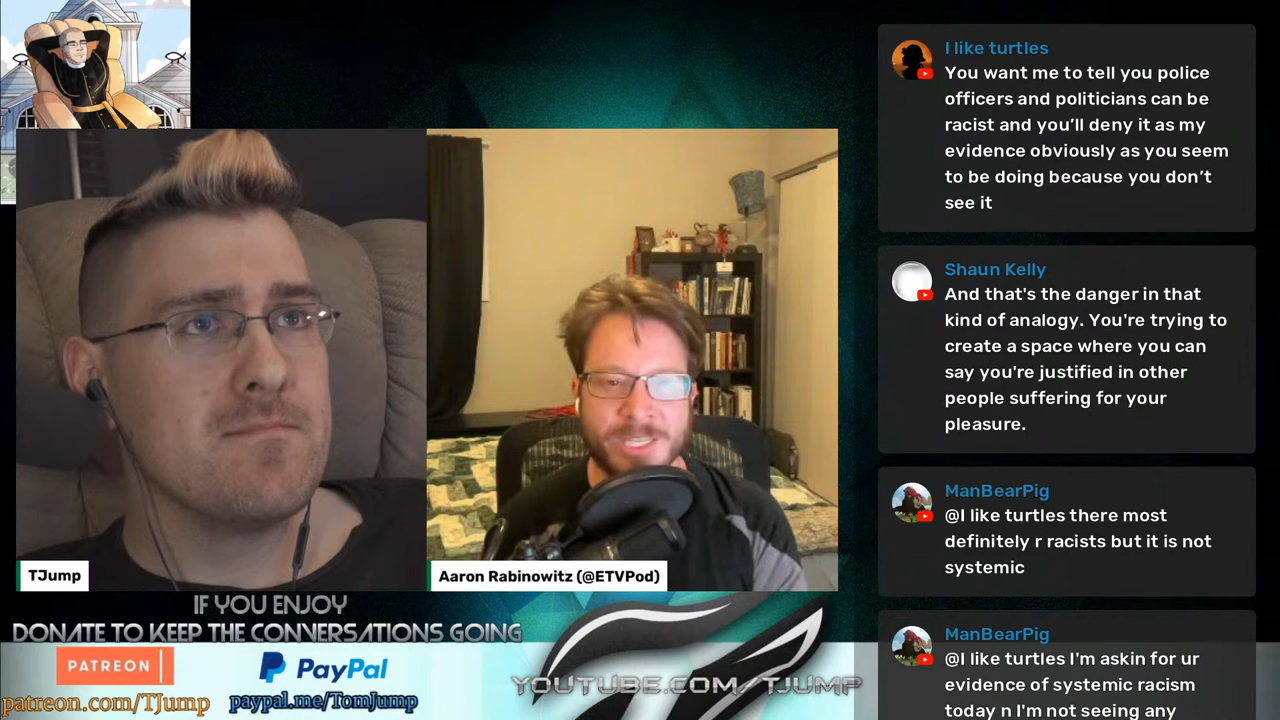 I like turtles
You want me to tell you police
officers and politicians can be
racist and you'll deny it as my
evidence obviously as you seem
to be doing because you don't
see it
Shaun Kelly
And that's the danger in that
kind of analogy. You're trying to
create a space where you can
say you're justified in other
people suffering for your
pleasure.
ManBearPig
@I like turtles there most
definitely r racists but it is not
systemic
ManBearPig
@I like turtles I'm askin for ur
evidence of systemic racism
today n I'm not seeing any
TJump
Aaron Rabinowitz (@ETVPod)
IF YOU ENJOY
DONATE TO KEEP THE CONVERSATIONS GOING
PATREON
PayPal
patreon.com/TJump
paypal.me/TomJump
YOUTUBE.COM/TJUMP